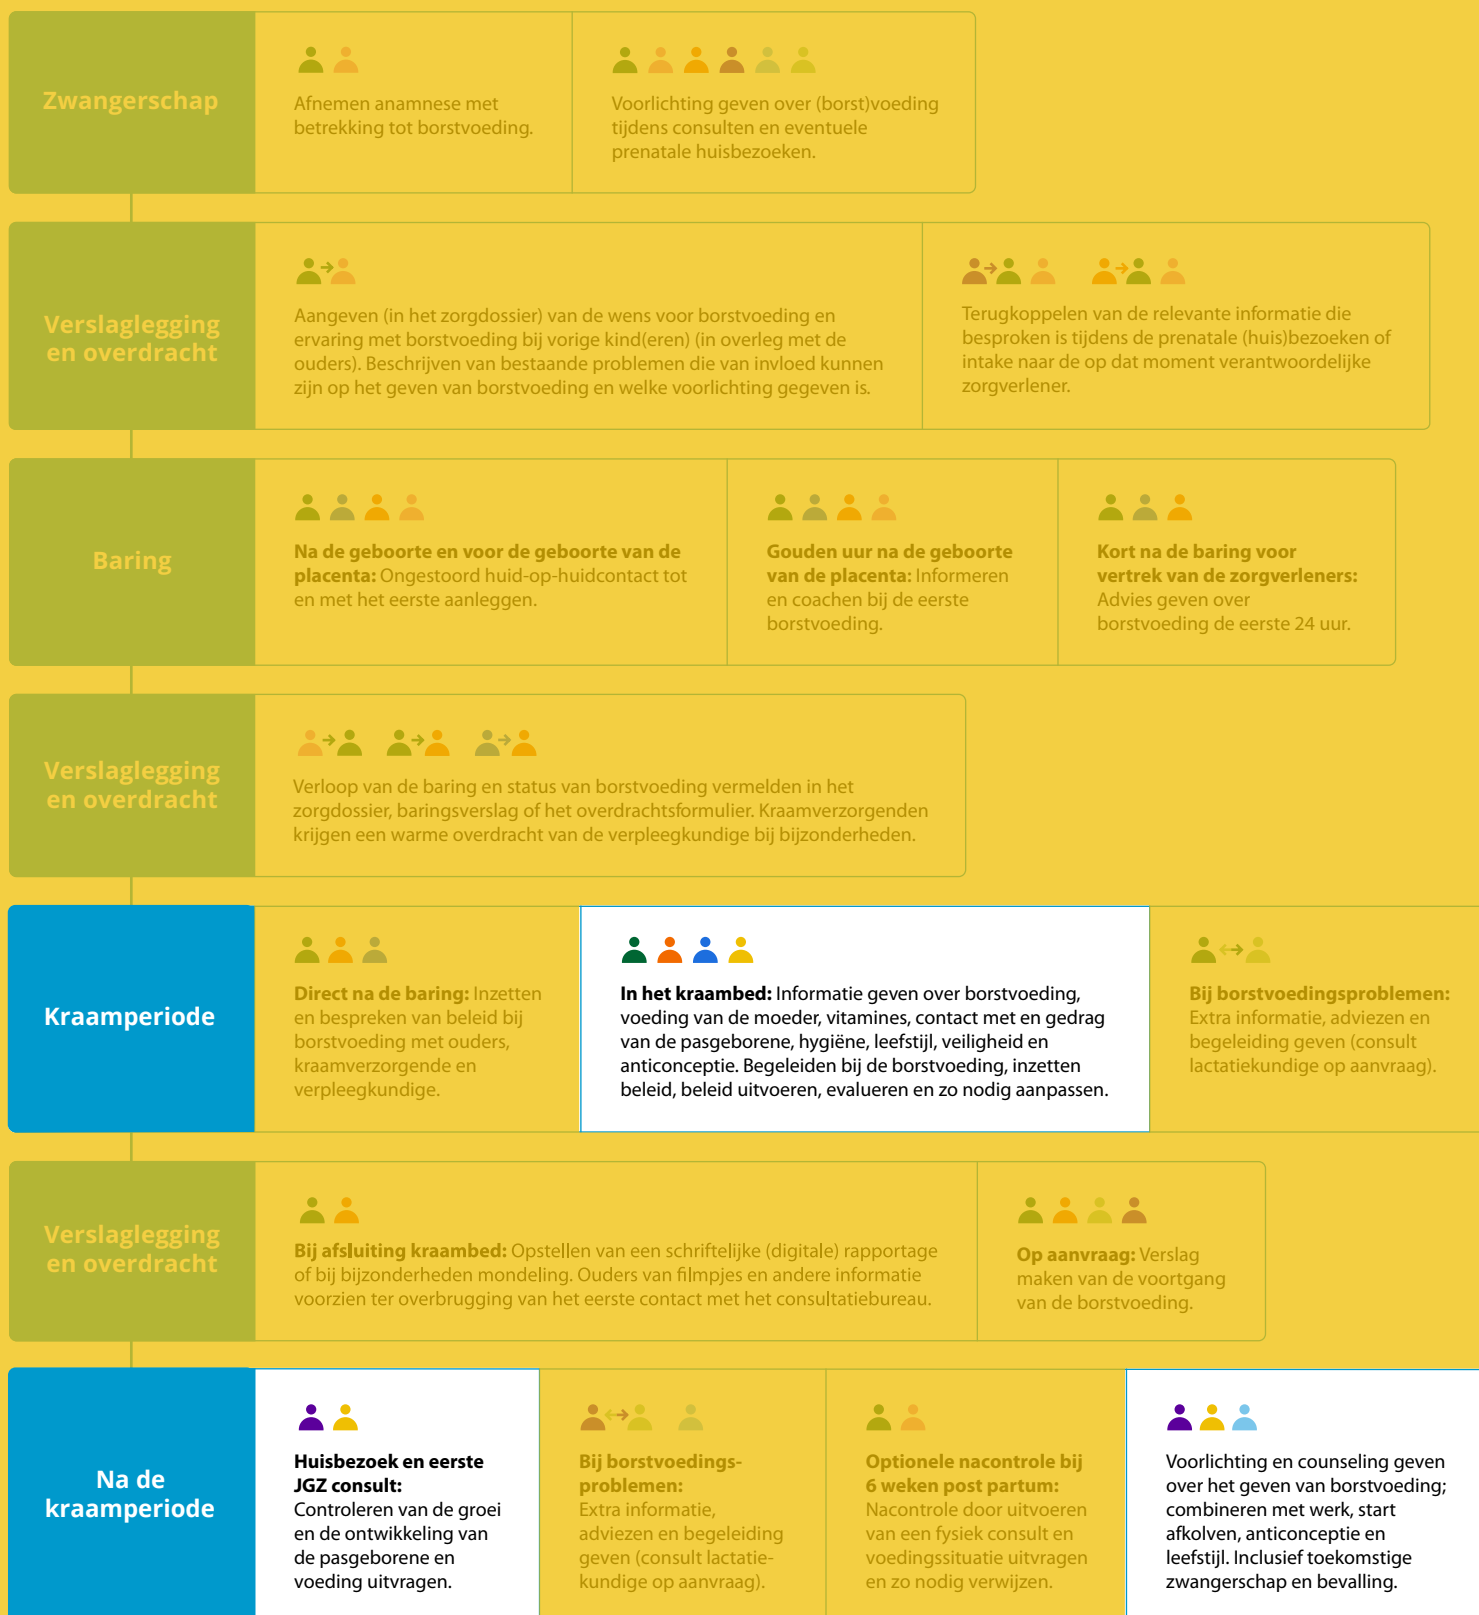 Zwangerschap
Afnemen anamnese met
betrekking tot borstvoeding.
Voorlichting geven over (borst)voeding
tijdens consulten en eventuele
prenatale huisbezoeken.
Verslaglegging
en overdracht
Aangeven (in het zorgdossier) van de wens voor borstvoeding en
ervaring met borstvoeding bij vorige kind(eren) (in overleg met de
ouders). Beschrijven van bestaande problemen die van invloed kunnen
zijn op het geven van borstvoeding en welke voorlichting gegeven is.
Terugkoppelen van de relevante informatie die
besproken is tijdens de prenatale (huis)bezoeken of
intake naar de op dat moment verantwoordelijke
zorgverlener.
Baring
Na de geboorte en voor de geboorte van de
placenta: Ongestoord huid-op-huidcontact tot
en met het eerste aanleggen.
Gouden uur na de geboorte
van de placenta: Informeren
en coachen bij de eerste
borstvoeding.
Kort na de baring voor
vertrek van de zorgverleners:
Advies geven over
borstvoeding de eerste 24 uur.
Verslaglegging
en overdracht
Verloop van de baring en status van borstvoeding vermelden in het
zorgdossier, baringsverslag of het overdrachtsformulier. Kraamverzorgenden
krijgen een warme overdracht van de verpleegkundige bij bijzonderheden.
Kraamperiode
Direct na de baring: Inzetten
en bespreken van beleid bij
borstvoeding met ouders,
kraamverzorgende en
verpleegkundige.
In het kraambed: Informatie geven over borstvoeding,
voeding van de moeder, vitamines, contact met en gedrag
van de pasgeborene, hygiëne, leefstijl, veiligheid en
anticonceptie. Begeleiden bij de borstvoeding, inzetten
beleid, beleid uitvoeren, evalueren en zo nodig aanpassen.
Bij borstvoedingsproblemen:
Extra informatie, adviezen en
begeleiding geven (consult
lactatiekundige op aanvraag).
Verslaglegging
en overdracht
Bij afsluiting kraambed: Opstellen van een schriftelijke (digitale) rapportage
of bij bijzonderheden mondeling. Ouders van filmpjes en andere informatie
voorzien ter overbrugging van het eerste contact met het consultatiebureau.
Op aanvraag: Verslag
maken van de voortgang
van de borstvoeding.
Na de
kraamperiode
Huisbezoek en eerste
JGZ consult:
Controleren van de groei
en de ontwikkeling van
de pasgeborene en
voeding uitvragen.
Bij borstvoedings-
problemen:
Extra informatie,
adviezen en begeleiding
geven (consult lactatie-
kundige op aanvraag).
Optionele nacontrole bij
6 weken post partum:
Nacontrole door uitvoeren
van een fysiek consult en
voedingssituatie uitvragen
en zo nodig verwijzen.
Voorlichting en counseling geven
over het geven van borstvoeding;
combineren met werk, start
afkolven, anticonceptie en
leefstijl. Inclusief toekomstige
zwangerschap en bevalling.